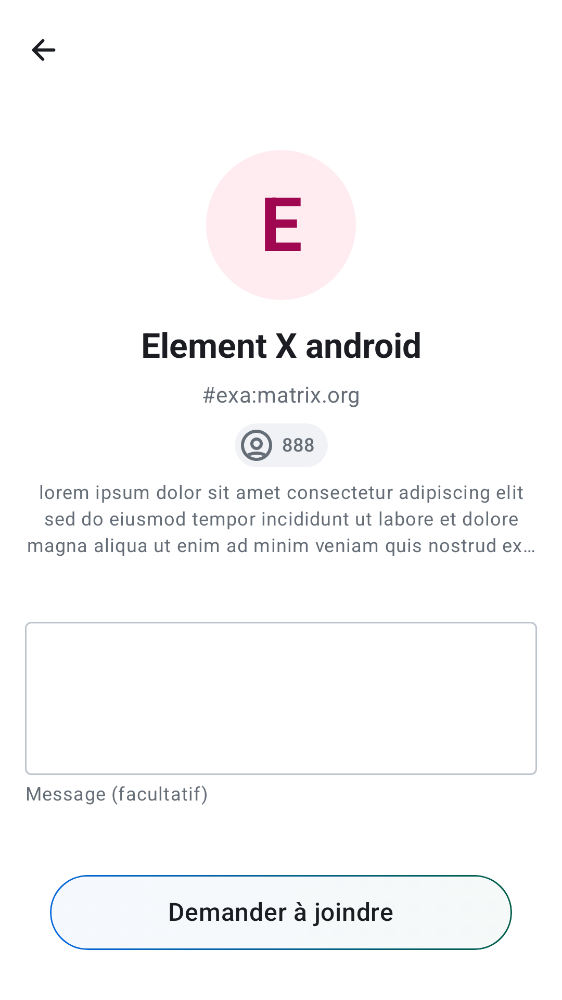 E
Element X android
#exa:matrix.org
888
lorem ipsum dolor sit amet consectetur adipiscing elit
sed do eiusmod tempor incididunt ut labore et dolore
magna aliqua ut enim ad minim veniam quis nostrud ex…
Message (facultatif)
Demander à joindre